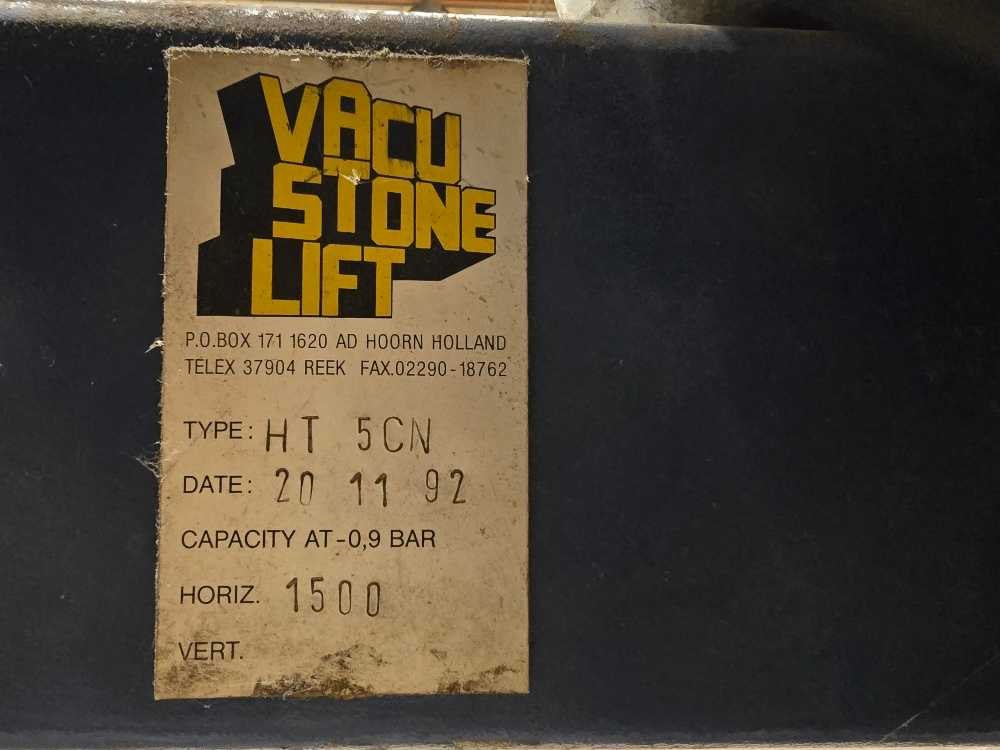 VACU
STONE
LIFT
P.O.BOX 171 1620 AD HOORN HOLLAND
TELEX 37904 REEK FAX.02290-18762
TYPE: HT 5CN
DATE: 20 11 92
CAPACITY AT -0,9 BAR
HORIZ. 1500
VERT.